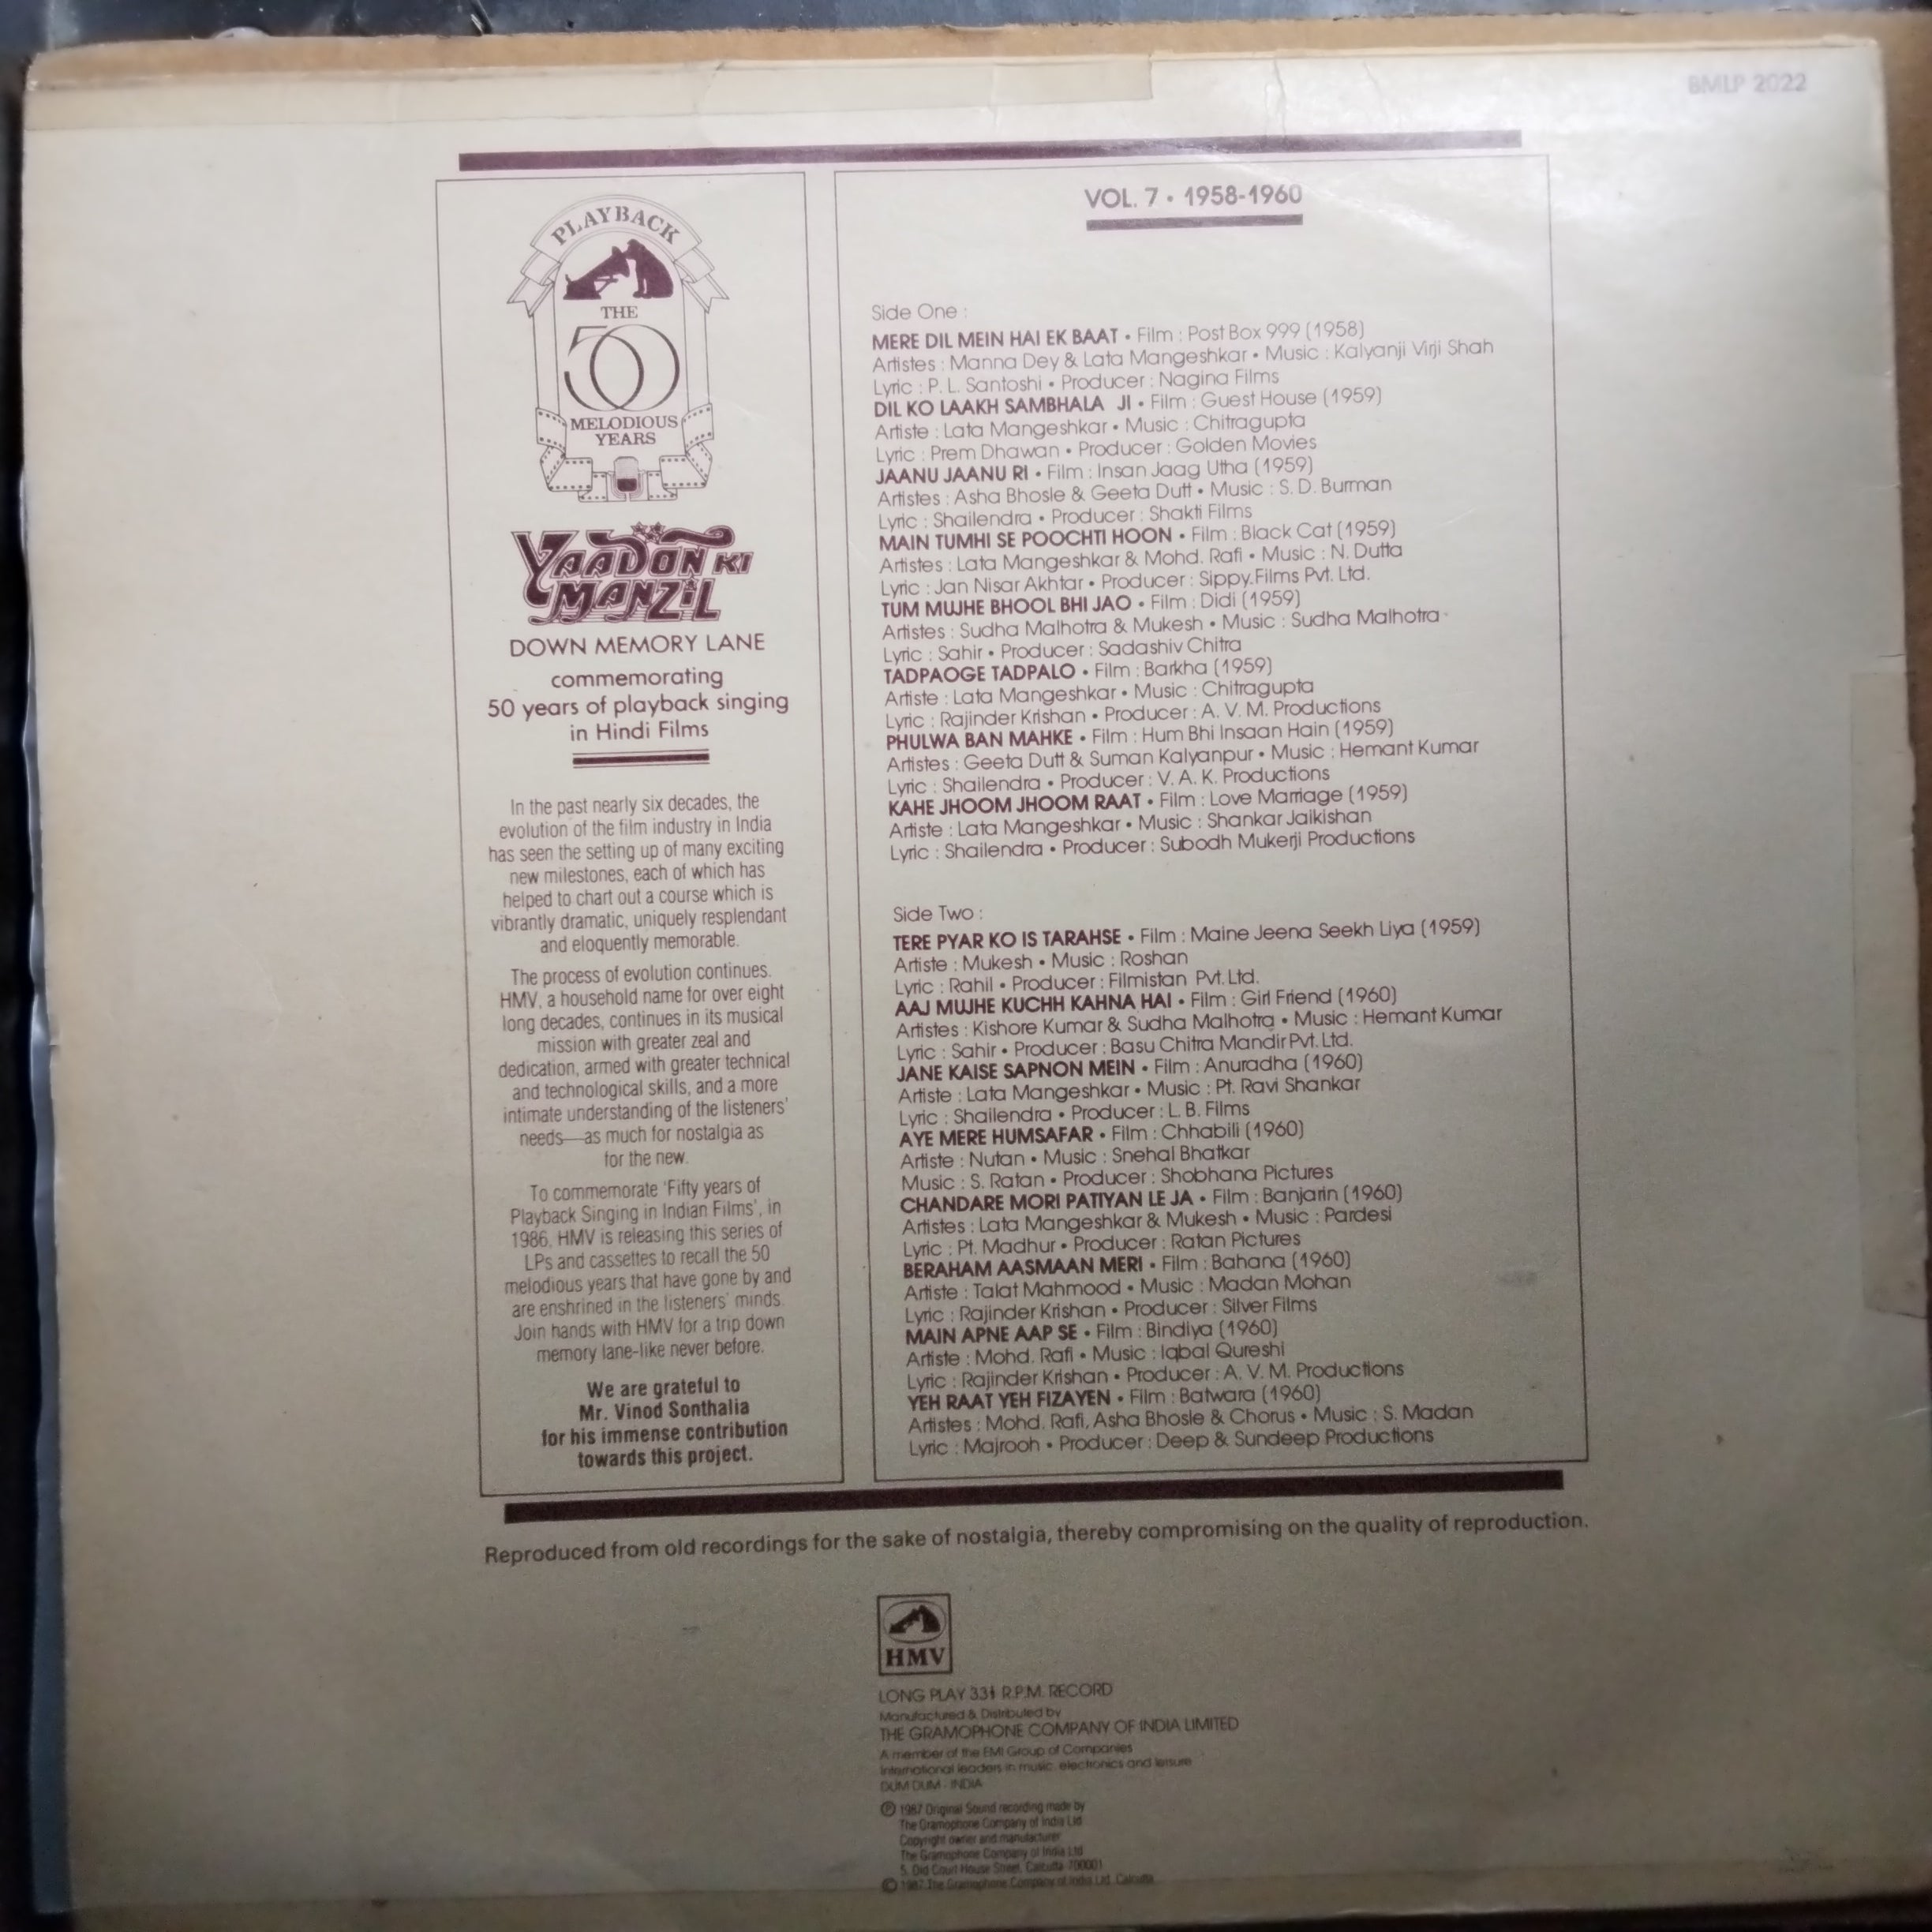 BMLP 2022
PLAYBACK
THE
50
MELODIOUS
YEARS
YAADON KI
MANZIL
DOWN MEMORY LANE
commemorating
50 years of playback singing
in Hindi Films
In the past nearly six decades, the
evolution of the film industry in India
has seen the setting up of many exciting
new milestones, each of which has
helped to chart out a course which is
vibrantly dramatic, uniquely resplendant
and eloquently memorable.
The process of evolution continues.
HMV, a household name for over eight
long decades, continues in its musical
mission with greater zeal and
dedication, armed with greater technical
and technological skills, and a more
intimate understanding of the listeners'
needs—as much for nostalgia as
for the new.
To commemorate 'Fifty years of
Playback Singing in Indian Films', in
1986, HMV is releasing this series of
LPs and cassettes to recall the 50
melodious years that have gone by and
are enshrined in the listeners' minds.
Join hands with HMV for a trip down
memory lane-like never before.
We are grateful to
Mr. Vinod Sonthalia
for his immense contribution
towards this project.
VOL. 7 • 1958-1960
Side One :
MERE DIL MEIN HAI EK BAAT • Film : Post Box 999 (1958)
Artistes : Manna Dey & Lata Mangeshkar • Music : Kalyanji Virji Shah
Lyric : P. L. Santoshi • Producer : Nagina Films
DIL KO LAAKH SAMBHALA JI • Film : Guest House (1959)
Artiste : Lata Mangeshkar • Music : Chitragupta
Lyric : Prem Dhawan • Producer : Golden Movies
JAANU JAANU RI • Film : Insan Jaag Utha (1959)
Artistes : Asha Bhosle & Geeta Dutt • Music : S. D. Burman
Lyric : Shailendra • Producer : Shakti Films
MAIN TUMHI SE POOCHTI HOON • Film : Black Cat (1959)
Artistes : Lata Mangeshkar & Mohd. Rafi • Music : N. Dutta
Lyric : Jan Nisar Akhtar • Producer : Sippy.Films Pvt. Ltd.
TUM MUJHE BHOOL BHI JAO • Film : Didi (1959)
Artistes : Sudha Malhotra & Mukesh • Music : Sudha Malhotra
Lyric : Sahir • Producer : Sadashiv Chitra
TADPAOGE TADPALO • Film : Barkha (1959)
Artiste : Lata Mangeshkar • Music : Chitragupta
Lyric : Rajinder Krishan • Producer : A. V. M. Productions
PHULWA BAN MAHKE • Film : Hum Bhi Insaan Hain (1959)
Artistes : Geeta Dutt & Suman Kalyanpur • Music : Hemant Kumar
Lyric : Shailendra • Producer : V. A. K. Productions
KAHE JHOOM JHOOM RAAT • Film : Love Marriage (1959)
Artiste : Lata Mangeshkar • Music : Shankar Jaikishan
Lyric : Shailendra • Producer : Subodh Mukerji Productions
Side Two :
TERE PYAR KO IS TARAHSE • Film : Maine Jeena Seekh Liya (1959)
Artiste : Mukesh • Music : Roshan
Lyric : Rahil • Producer : Filmistan Pvt. Ltd.
AAJ MUJHE KUCHH KAHNA HAI • Film : Girl Friend (1960)
Artistes : Kishore Kumar & Sudha Malhotra • Music : Hemant Kumar
Lyric : Sahir • Producer : Basu Chitra Mandir Pvt. Ltd.
JANE KAISE SAPNON MEIN • Film : Anuradha (1960)
Artiste : Lata Mangeshkar • Music : Pt. Ravi Shankar
Lyric : Shailendra • Producer : L. B. Films
AYE MERE HUMSAFAR • Film : Chhabili (1960)
Artiste : Nutan • Music : Snehal Bhatkar
Music : S. Ratan • Producer : Shobhana Pictures
CHANDARE MORI PATIYAN LE JA • Film : Banjarin (1960)
Artistes : Lata Mangeshkar & Mukesh • Music : Pardesi
Lyric : Pt. Madhur • Producer : Ratan Pictures
BERAHAM AASMAAN MERI • Film : Bahana (1960)
Artiste : Talat Mahmood • Music : Madan Mohan
Lyric : Rajinder Krishan • Producer : Silver Films
MAIN APNE AAP SE • Film : Bindiya (1960)
Artiste : Mohd. Rafi • Music : Iqbal Qureshi
Lyric : Rajinder Krishan • Producer : A. V. M. Productions
YEH RAAT YEH FIZAYEN • Film : Batwara (1960)
Artistes : Mohd. Rafi, Asha Bhosle & Chorus • Music : S. Madan
Lyric : Majrooh • Producer : Deep & Sundeep Productions
Reproduced from old recordings for the sake of nostalgia, thereby compromising on the quality of reproduction.
HMV
LONG PLAY 33⅓ R.P.M. RECORD
Manufactured & Distributed by
THE GRAMOPHONE COMPANY OF INDIA LIMITED
A member of the EMI Group of Companies
International leaders in music, electronics and leisure
DUM DUM - INDIA
Ⓟ 1987 Original Sound recording made by
The Gramophone Company of India Ltd
Copyright owner and manufacturer
The Gramophone Company of India Ltd
5, Old Court House Street, Calcutta-700001
© 1987 The Gramophone Company of India Ltd. Calcutta